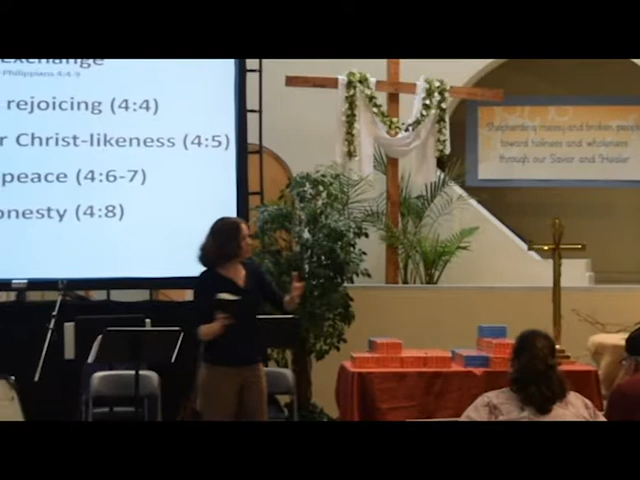 Exchange
Philippians 4:4-9
rejoicing (4:4)
r Christ-likeness (4:5)
peace (4:6-7)
onesty (4:8)
Shepherding messy and broken people
toward fullness and wholeness
through our Savior and Healer